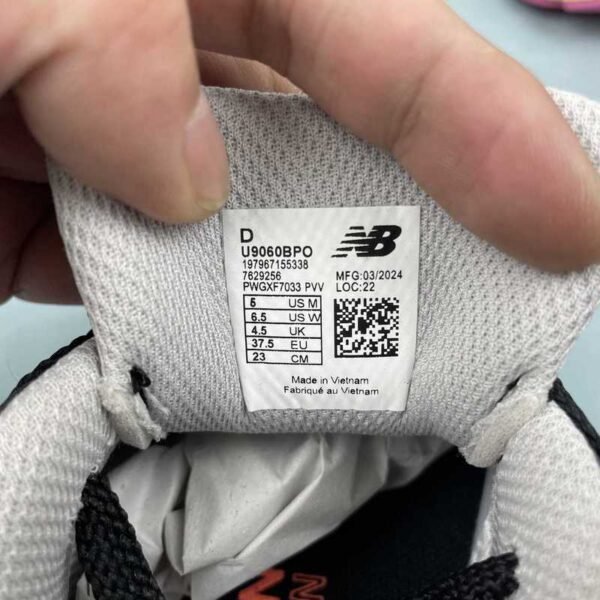 D
U9060BPO
197967155338
7629256
PWGXF7033 PVV
NB
MFG:03/2024
LOC:22
5 US M
6.5 US W
4.5 UK
37.5 EU
23 CM
Made in Vietnam
Fabriqué au Vietnam